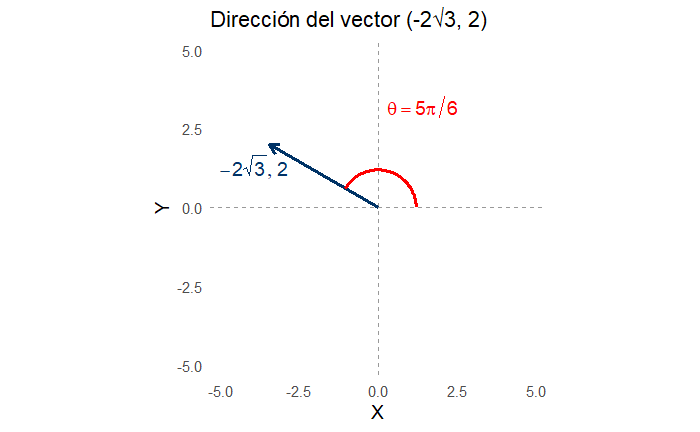 Dirección del vector (-2√3, 2)
5.0
θ = 5π/6
2.5
−2√3, 2
0.0
Y
-2.5
-5.0
-5.0 -2.5 0.0 2.5 5.0
X